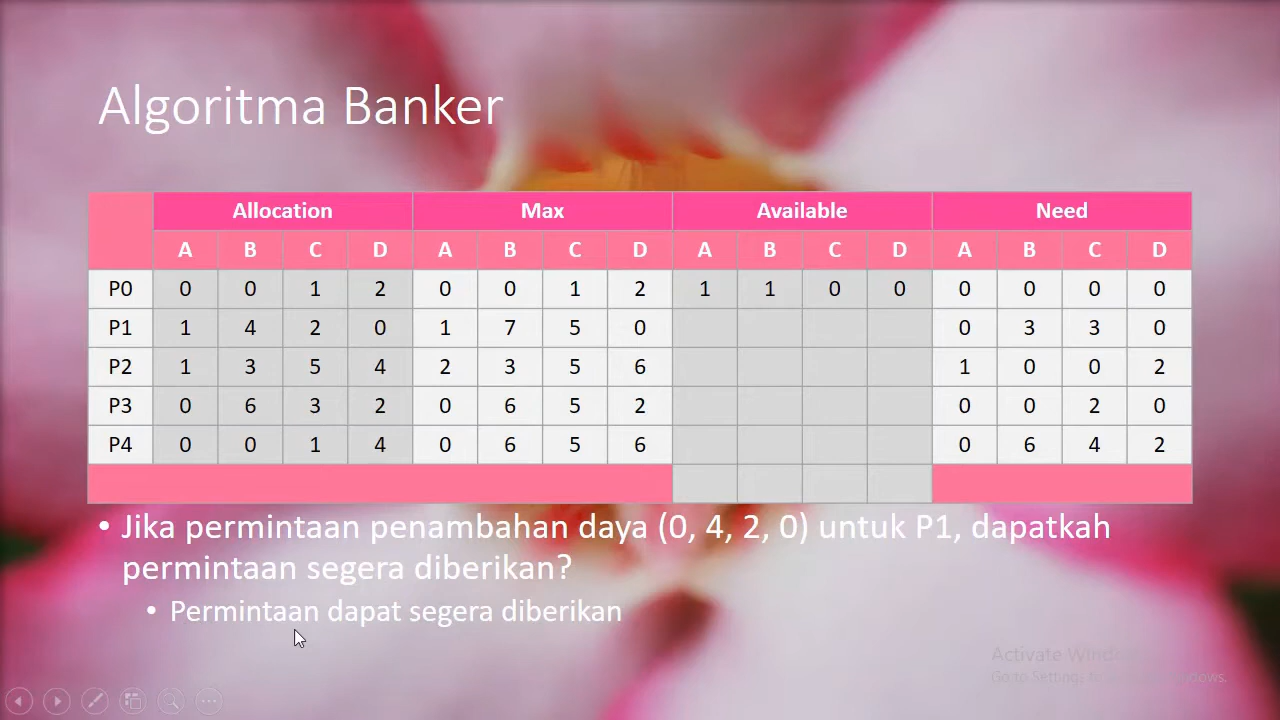 Algoritma Banker
Allocation Max Available Need
A B C D A B C D A B C D A B C D
P0 0 0 1 2 0 0 1 2 1 1 0 0 0 0 0 0
P1 1 4 2 0 1 7 5 0 0 3 3 0
P2 1 3 5 4 2 3 5 6 1 0 0 2
P3 0 6 3 2 0 6 5 2 0 0 2 0
P4 0 0 1 4 0 6 5 6 0 6 4 2
• Jika permintaan penambahan daya (0, 4, 2, 0) untuk P1, dapatkah
permintaan segera diberikan?
• Permintaan dapat segera diberikan
Activate
Go to Settings